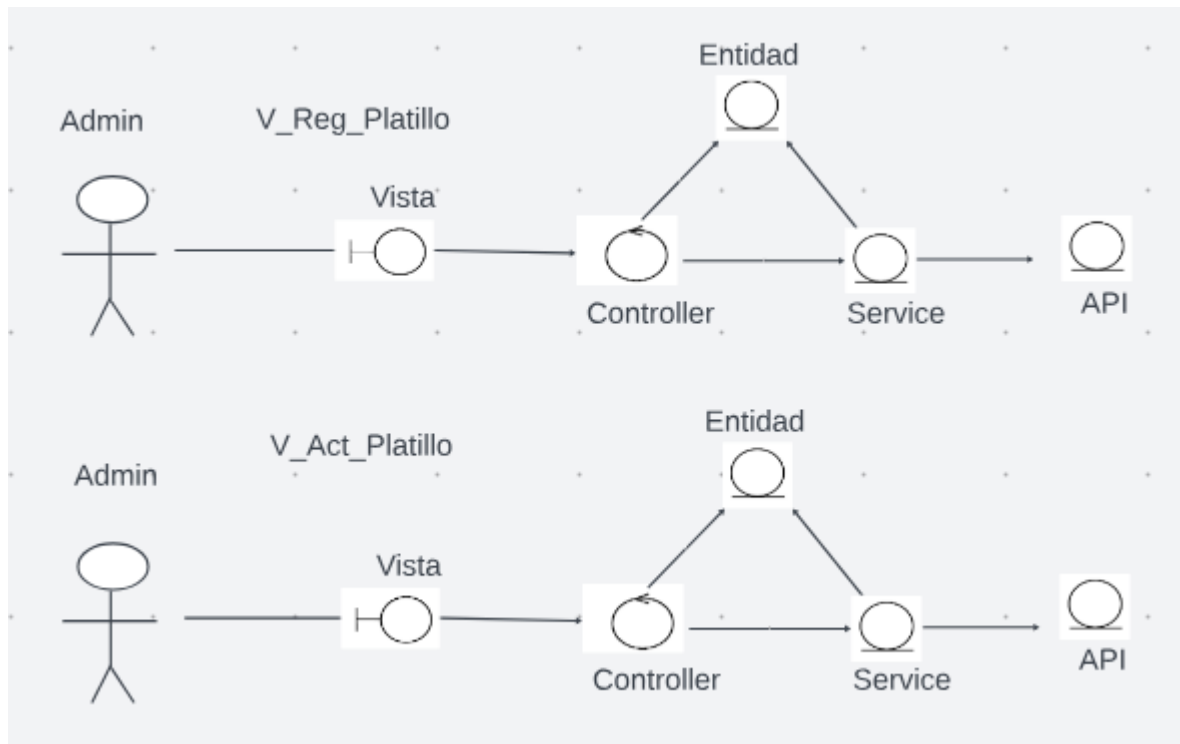 Entidad
Admin
V_Reg_Platillo
Vista
Controller
Service
API
Entidad
V_Act_Platillo
Admin
Vista
Controller
Service
API